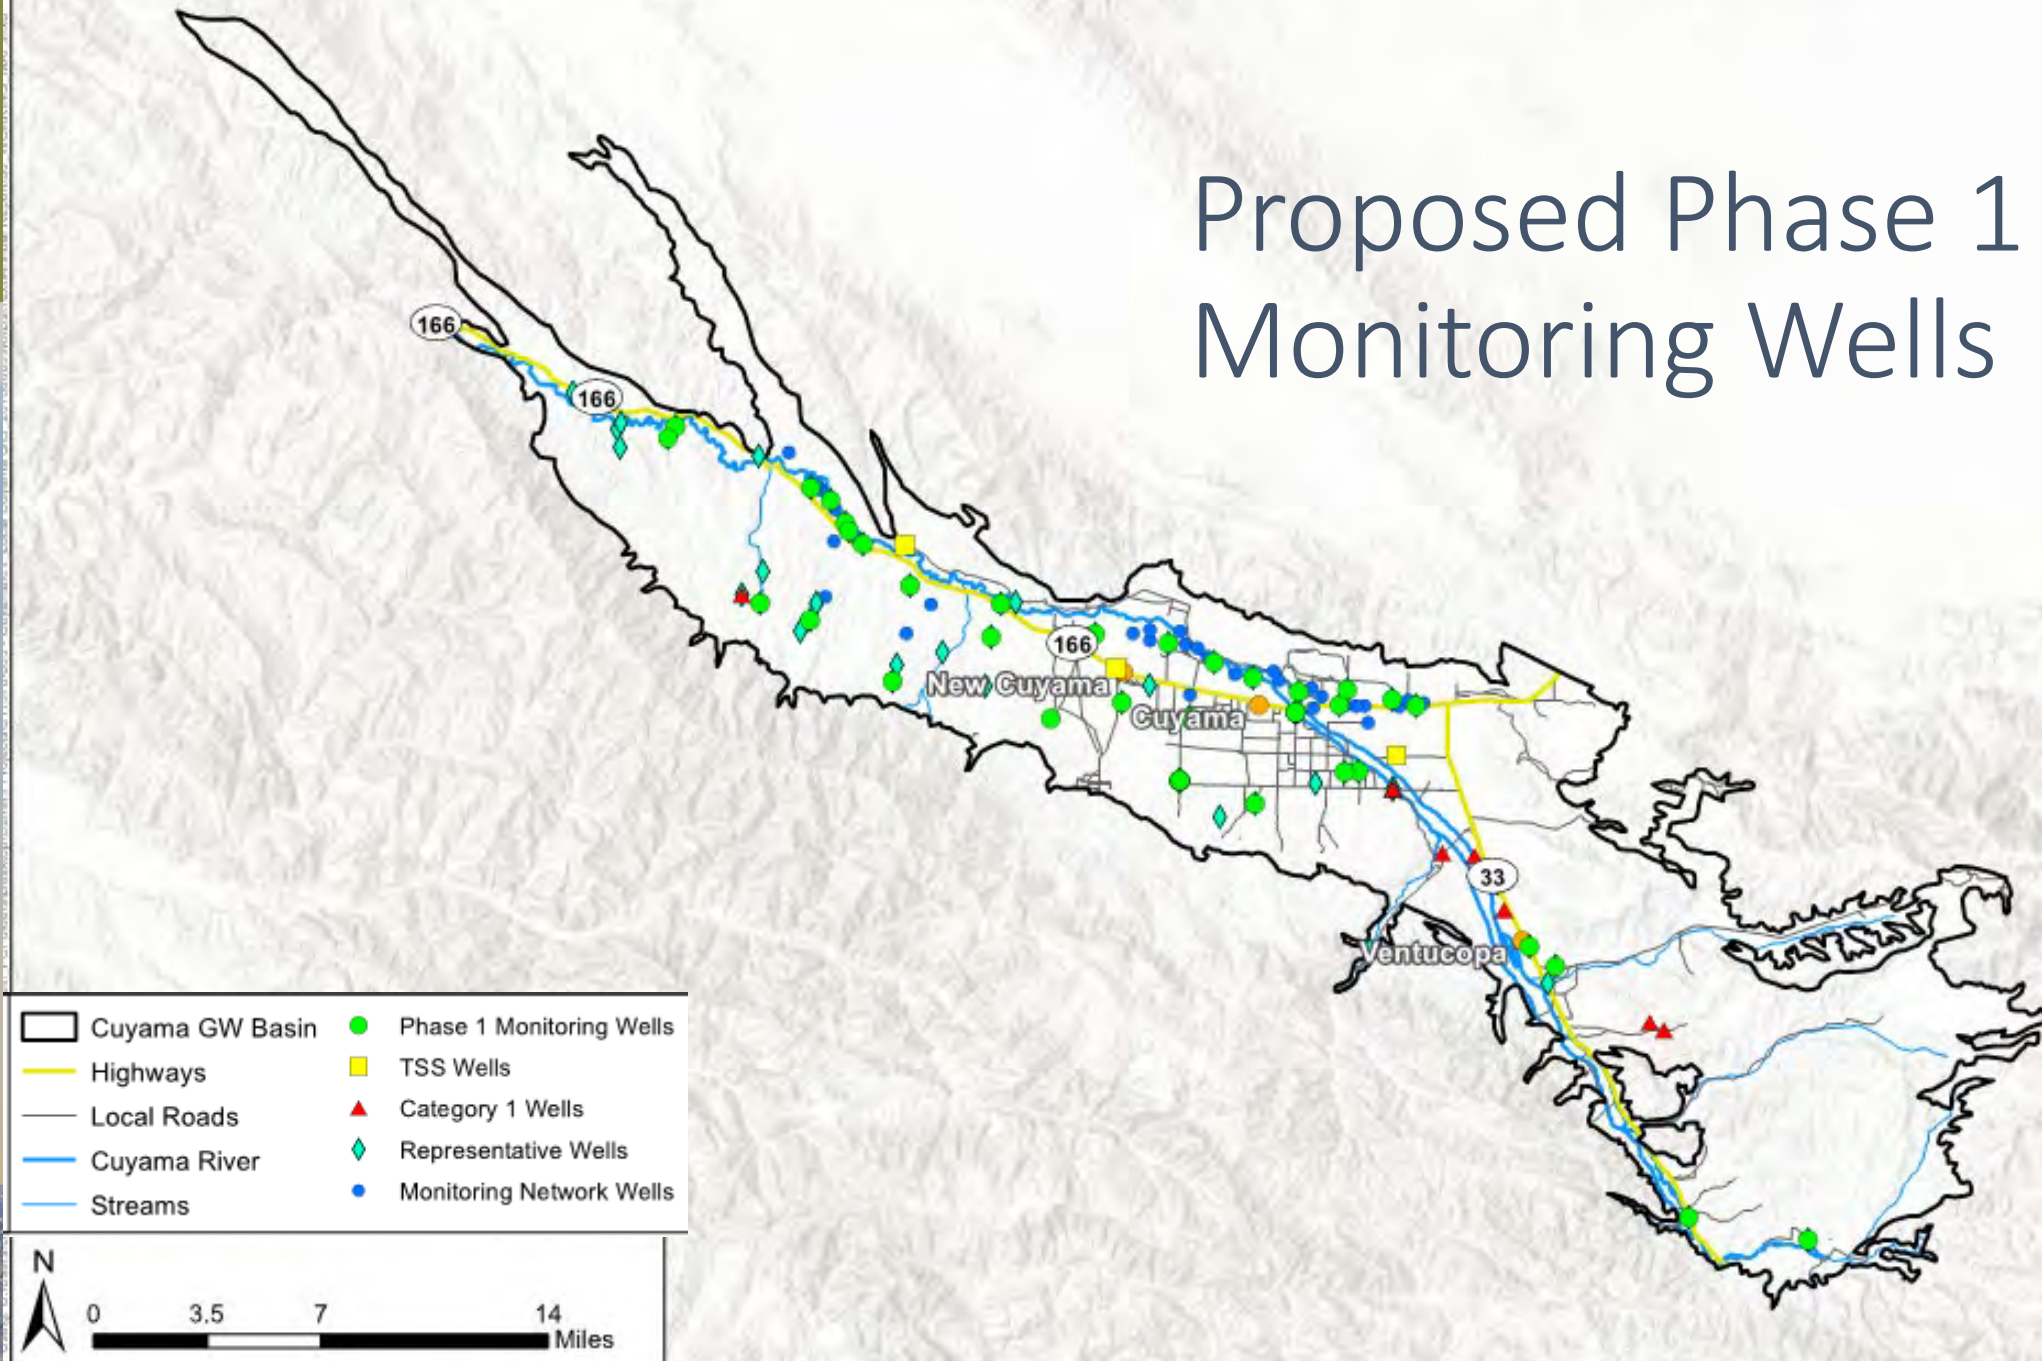 Proposed Phase 1
Monitoring Wells
166
166
166
New Cuyama
Cuyama
33
Ventucopa
Cuyama GW Basin
Highways
Local Roads
Cuyama River
Streams
Phase 1 Monitoring Wells
TSS Wells
Category 1 Wells
Representative Wells
Monitoring Network Wells
N
0 3.5 7 14
Miles